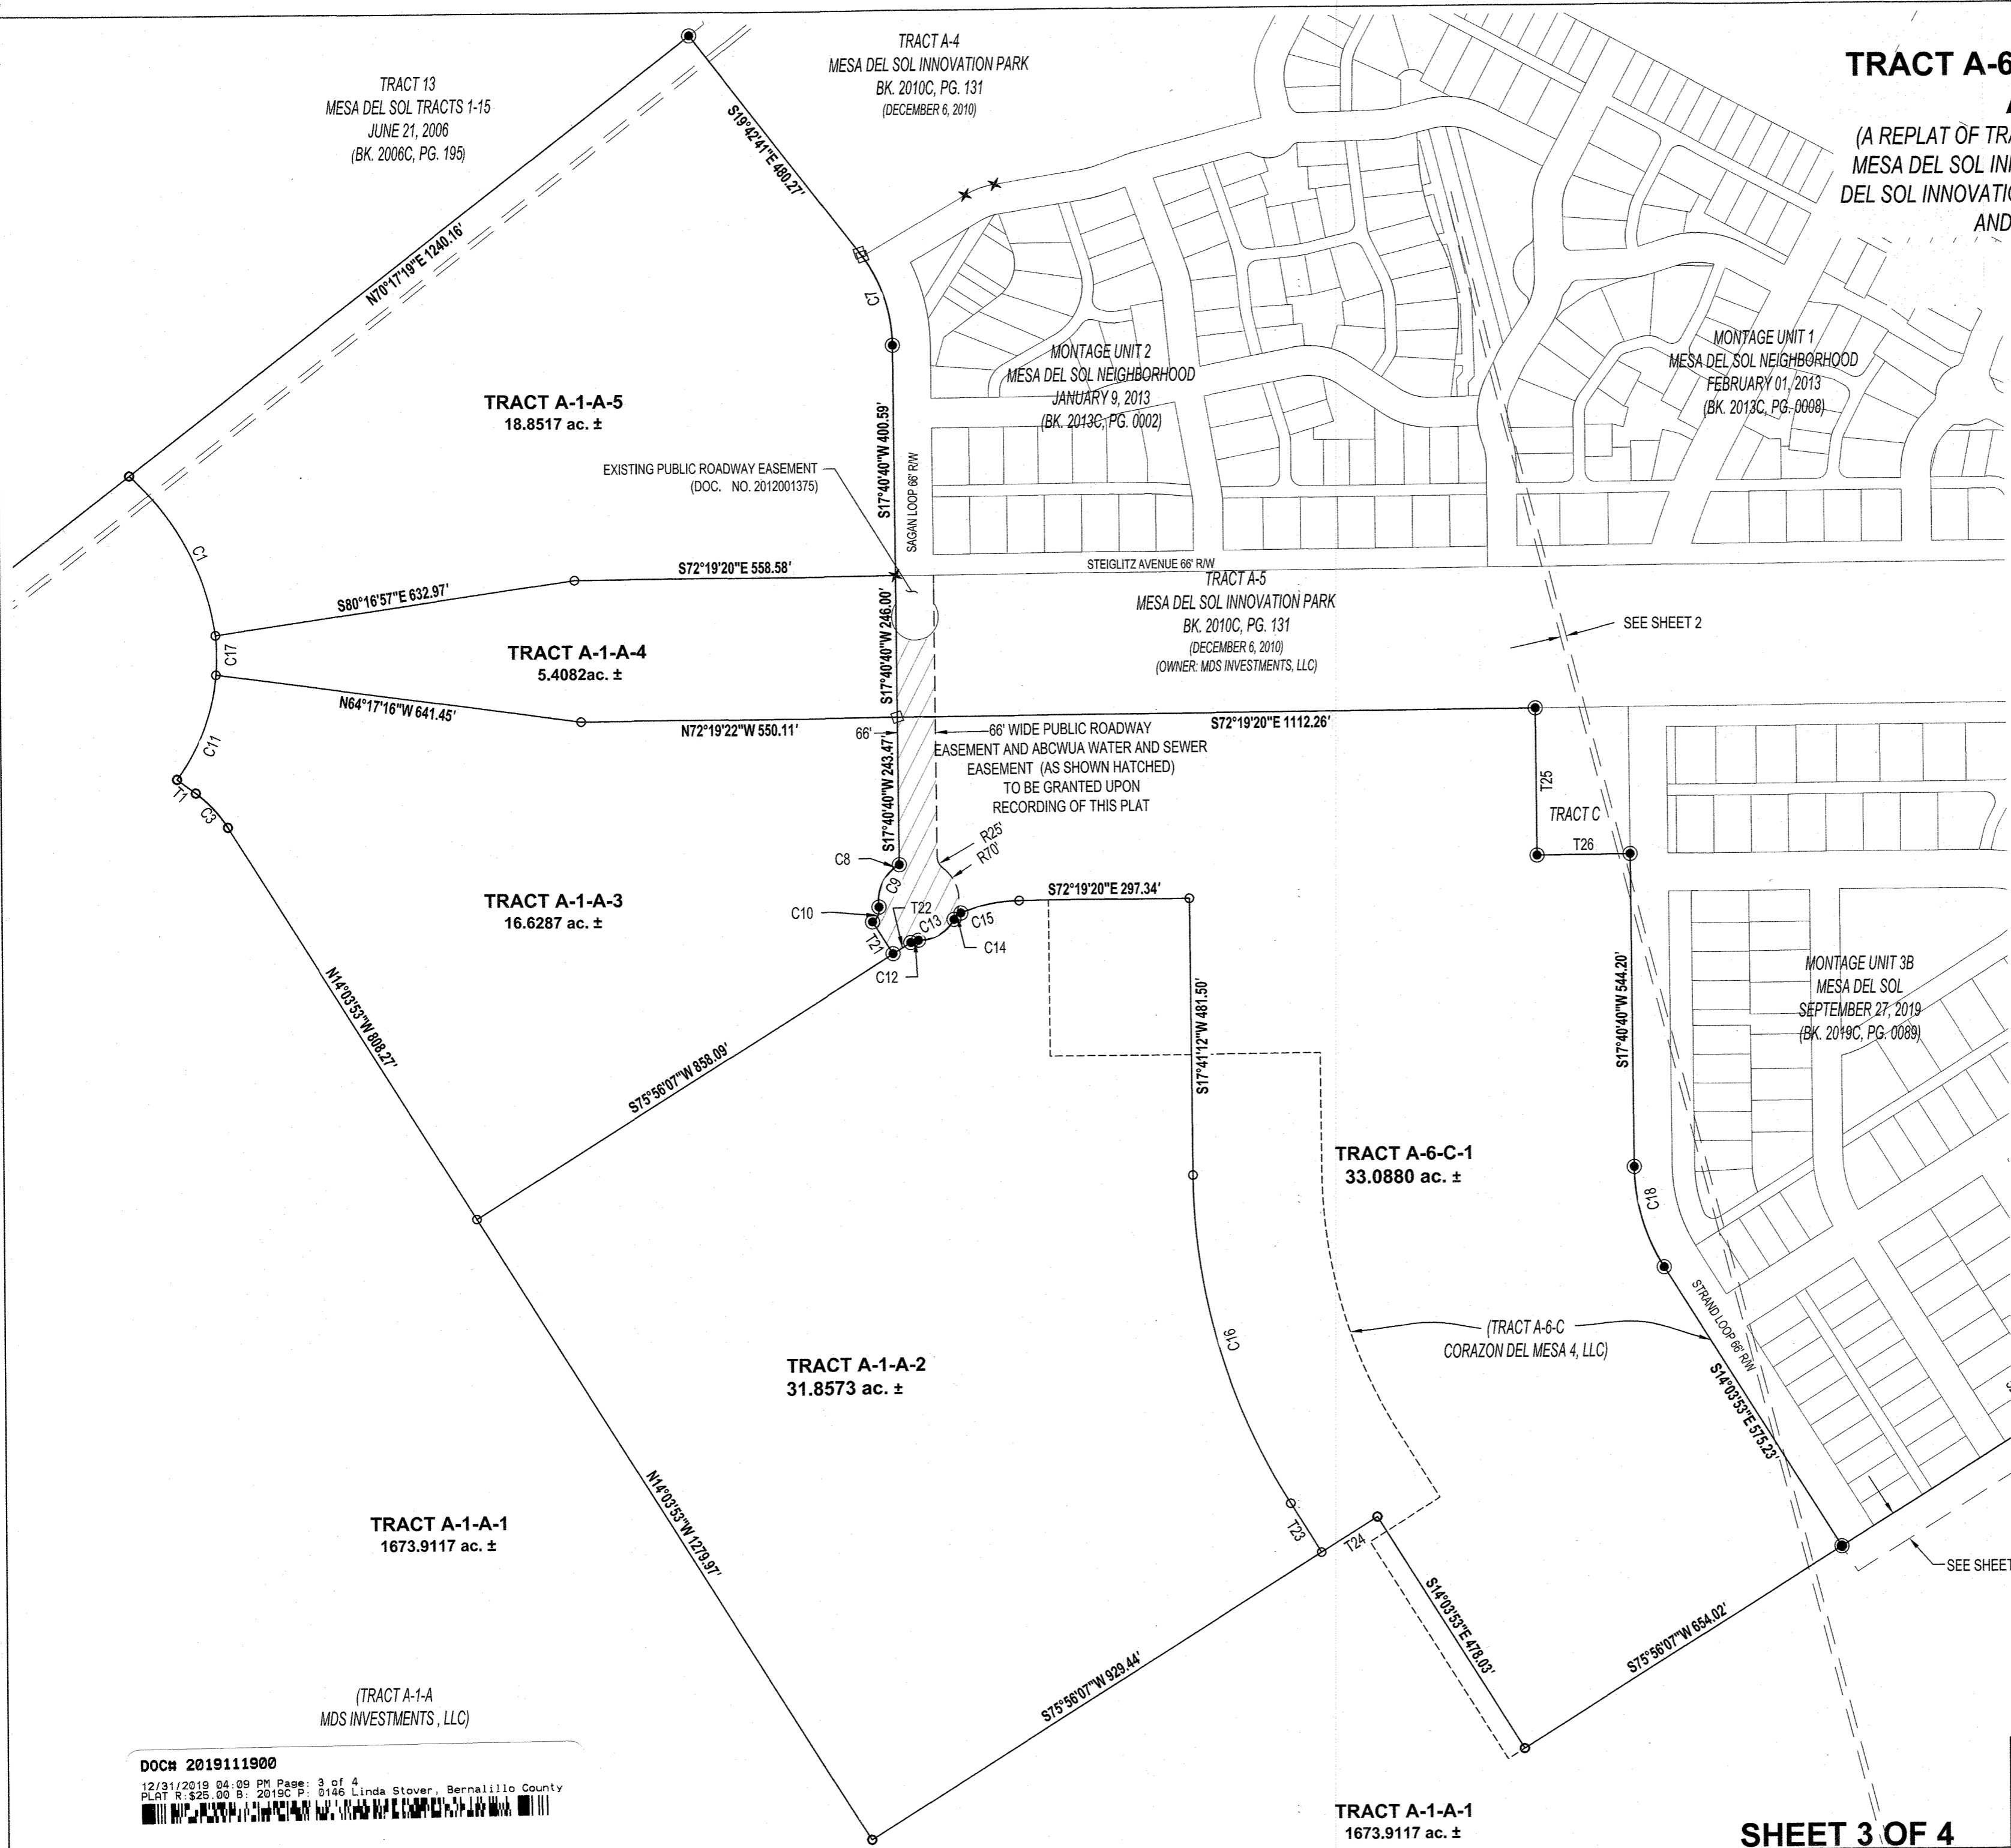 TRACT 13
MESA DEL SOL TRACTS 1-15
JUNE 21, 2006
(BK. 2006C, PG. 195)
TRACT A-4
MESA DEL SOL INNOVATION PARK
BK. 2010C, PG. 131
(DECEMBER 6, 2010)
TRACT A-6
(A REPLAT OF TRA
MESA DEL SOL IN
DEL SOL INNOVATI
AND
N70°17'19"E 1240.16'
S19°42'41"E 480.27'
C7
MONTAGE UNIT 2
MESA DEL SOL NEIGHBORHOOD
JANUARY 9, 2013
(BK. 2013C, PG. 0002)
MONTAGE UNIT 1
MESA DEL SOL NEIGHBORHOOD
FEBRUARY 01, 2013
(BK. 2013C, PG. 0008)
TRACT A-1-A-5
18.8517 ac. ±
EXISTING PUBLIC ROADWAY EASEMENT
(DOC. NO. 2012001375)
S17°40'40"W 400.59'
SAGAN LOOP 66' R/W
C1
S80°16'57"E 632.97'
S72°19'20"E 558.58'
STEIGLITZ AVENUE 66' R/W
TRACT A-5
MESA DEL SOL INNOVATION PARK
BK. 2010C, PG. 131
(DECEMBER 6, 2010)
(OWNER: MDS INVESTMENTS, LLC)
SEE SHEET 2
C17
TRACT A-1-A-4
5.4082ac. ±
S17°40'40"W 246.00'
N64°17'16"W 641.45'
N72°19'22"W 550.11'
S72°19'20"E 1112.26'
C11
66'
66' WIDE PUBLIC ROADWAY
EASEMENT AND ABCWUA WATER AND SEWER
EASEMENT (AS SHOWN HATCHED)
TO BE GRANTED UPON
RECORDING OF THIS PLAT
S17°40'40"W 243.47'
T1
C3
T25
TRACT C
T26
R25'
R70'
C8
C9
C10
T21
T22
C13
C12
C15
C14
S72°19'20"E 297.34'
TRACT A-1-A-3
16.6287 ac. ±
N14°03'53"W 808.27'
S75°56'07"W 858.09'
S17°41'12"W 481.50'
S17°40'40"W 544.20'
MONTAGE UNIT 3B
MESA DEL SOL
SEPTEMBER 27, 2019
(BK. 2019C, PG. 0089)
TRACT A-6-C-1
33.0880 ac. ±
C18
C16
STRAND LOOP 66' R/W
(TRACT A-6-C
CORAZON DEL MESA 4, LLC)
S14°03'53"E 575.23'
TRACT A-1-A-2
31.8573 ac. ±
TRACT A-1-A-1
1673.9117 ac. ±
N14°03'53"W 1279.97'
T23
T24
SEE SHEET
S14°03'53"E 478.03'
S75°56'07"W 929.44'
S75°56'07"W 654.02'
(TRACT A-1-A
MDS INVESTMENTS , LLC)
DOC# 2019111900
12/31/2019 04:09 PM Page: 3 of 4
PLAT R:$25.00 B: 2019C P: 0146 Linda Stover, Bernalillo County
TRACT A-1-A-1
1673.9117 ac. ±
SHEET 3 OF 4